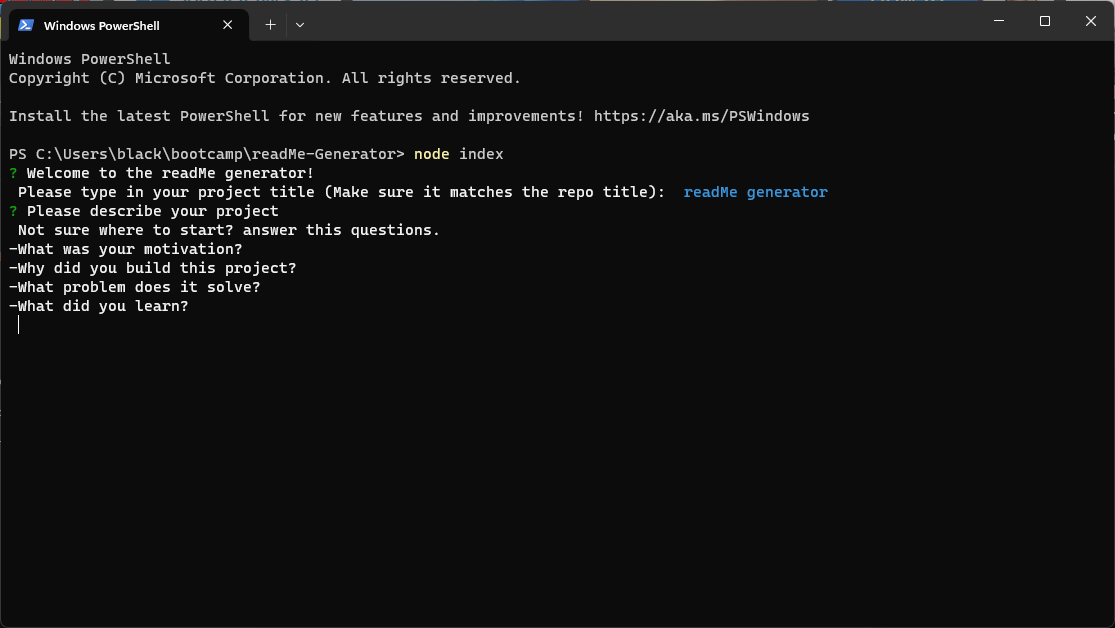 Windows PowerShell
Windows PowerShell
Copyright (C) Microsoft Corporation. All rights reserved.
Install the latest PowerShell for new features and improvements! https://aka.ms/PSWindows
PS C:\Users\black\bootcamp\readMe-Generator> node index
? Welcome to the readMe generator!
Please type in your project title (Make sure it matches the repo title):  readMe generator
? Please describe your project
Not sure where to start? answer this questions.
-What was your motivation?
-Why did you build this project?
-What problem does it solve?
-What did you learn?